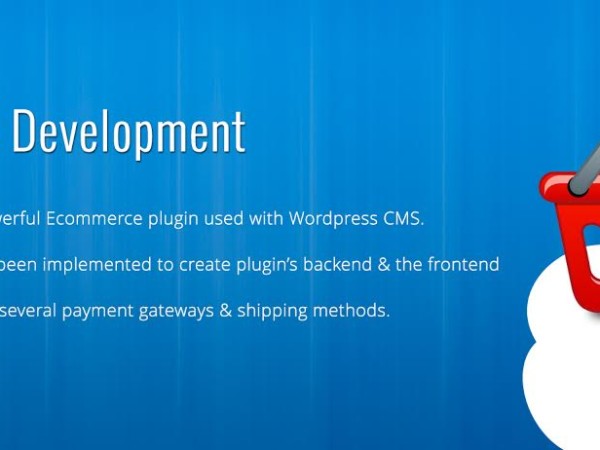 Development
Ecommerce plugin used with Wordpress CMS.
been implemented to create plugin's backend & the frontend
several payment gateways & shipping methods.